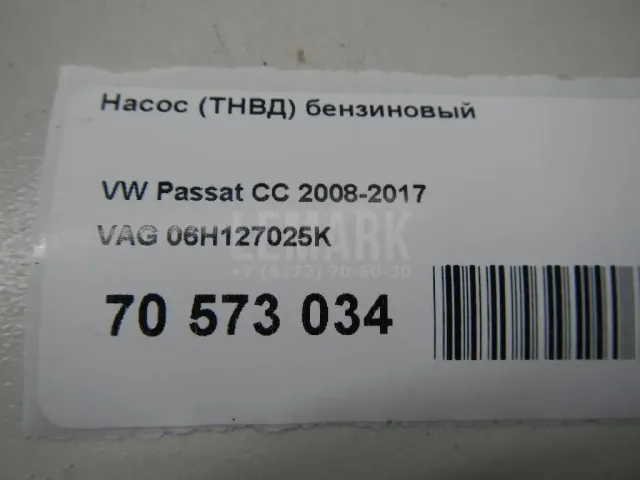 Насос (ТНВД) бензиновый
VW Passat CC 2008-2017
LEMARK
VAG 06H127025K
+7 (8172) 70-60-30
70 573 034